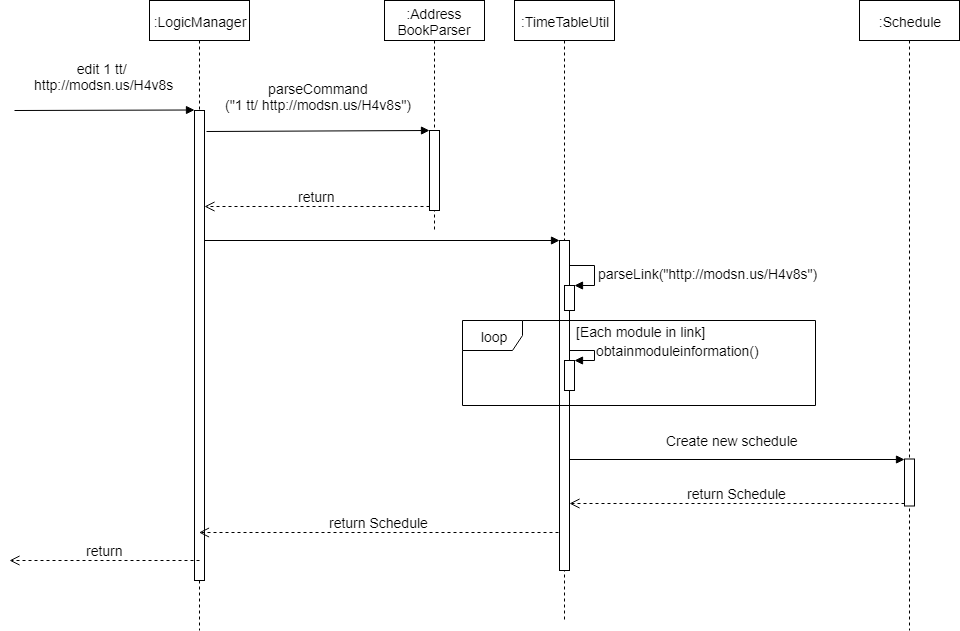 :LogicManager
:Address
BookParser
:TimeTableUtil
:Schedule
edit 1 tt/
http://modsn.us/H4v8s
parseCommand
("1 tt/ http://modsn.us/H4v8s")
return
parseLink("http://modsn.us/H4v8s")
loop
[Each module in link]
obtainmoduleinformation()
Create new schedule
return Schedule
return Schedule
return